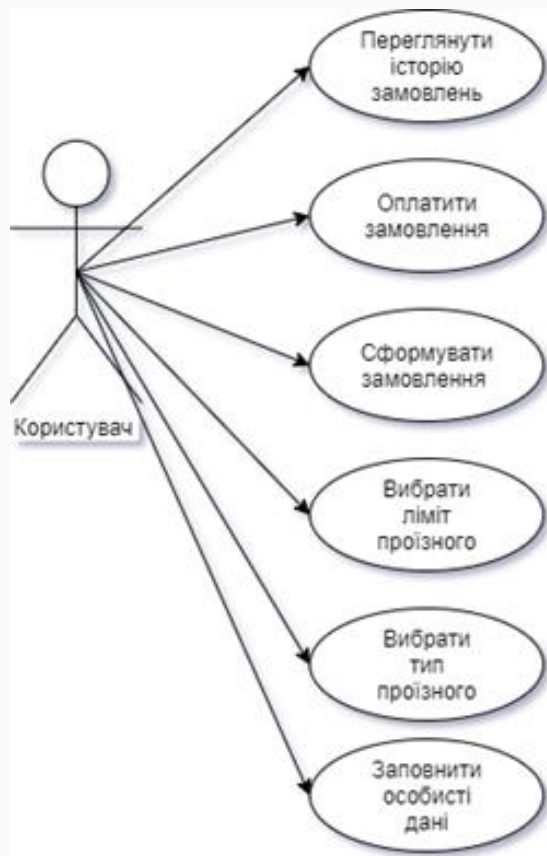 Переглянути
історію
замовлень
Оплатити
замовлення
Сформувати
замовлення
Користувач
Вибрати
ліміт
проїзного
Вибрати
тип
проїзного
Заповнити
особисті
дані